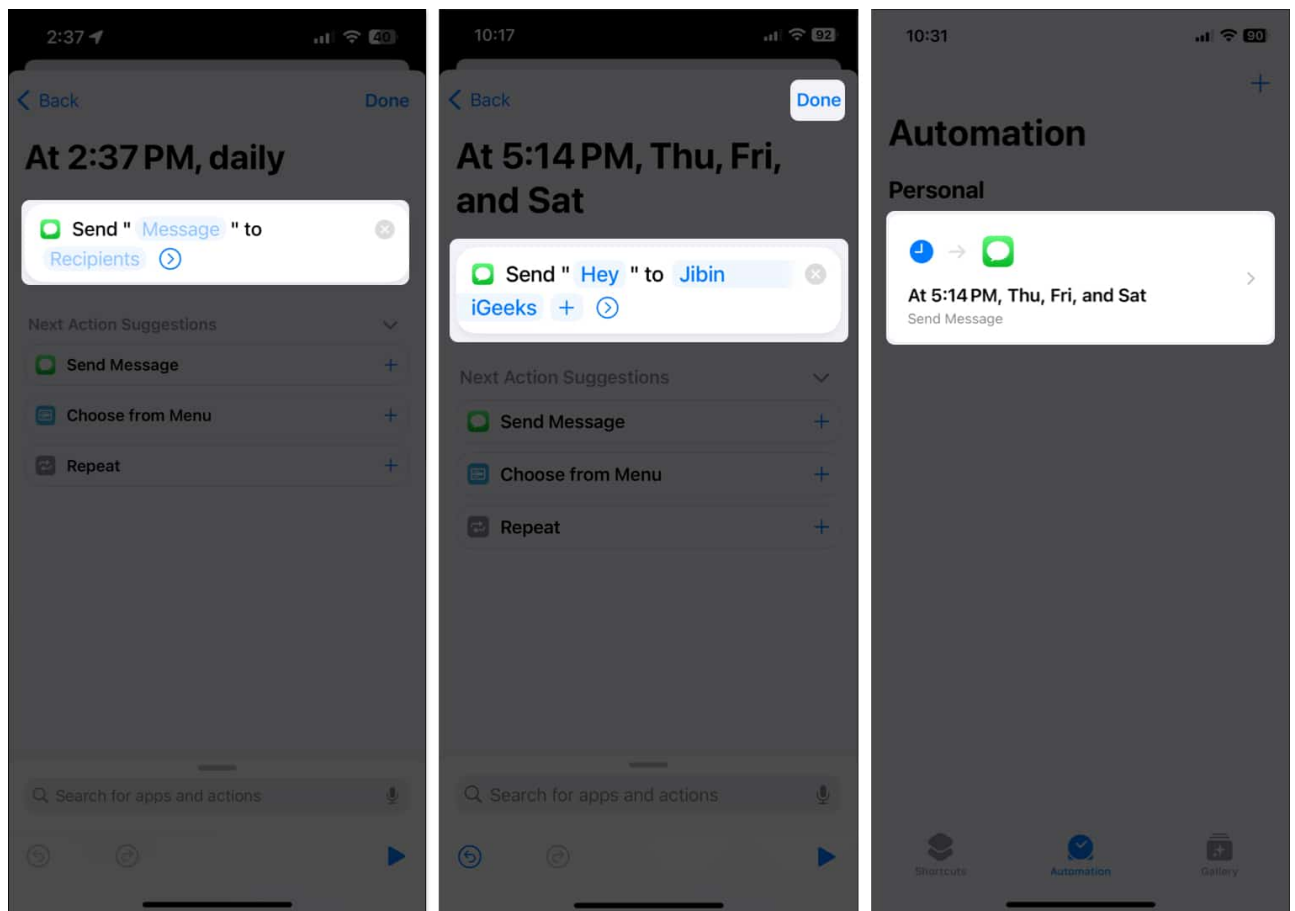 2:37
40
Back
Done
At 2:37 PM, daily
Send " Message " to
Recipients
Next Action Suggestions
Send Message
Choose from Menu
Repeat
Search for apps and actions
10:17
92
Back
Done
At 5:14 PM, Thu, Fri,
and Sat
Send " Hey " to Jibin
iGeeks +
Next Action Suggestions
Send Message
Choose from Menu
Repeat
Search for apps and actions
10:31
90
Automation
Personal
At 5:14 PM, Thu, Fri, and Sat
Send Message
Shortcuts
Automation
Gallery